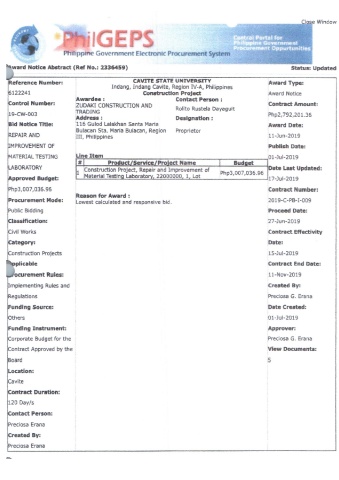 Close Window
PhilGEPS
Central Portal for
Philippine Government
Procurement Opportunities
Philippine Government Electronic Procurement System
Award Notice Abstract (Ref No.: 2336459)
Status: Updated
Reference Number:
6122241
Control Number:
19-CW-003
Bid Notice Title:
REPAIR AND
IMPROVEMENT OF
MATERIAL TESTING
LABORATORY
Approved Budget:
Php3,007,036.96
Procurement Mode:
Public Bidding
Classification:
Civil Works
Category:
Construction Projects
Applicable
Procurement Rules:
Implementing Rules and
Regulations
Funding Source:
Others
Funding Instrument:
Corporate Budget for the
Contract Approved by the
Board
Location:
Cavite
Contract Duration:
120 Day/s
Contact Person:
Preciosa Erana
Created By:
Preciosa Erana
CAVITE STATE UNIVERSITY
Indang, Indang Cavite, Region IV-A, Philippines
Construction Project
Awardee :
ZUDAKI CONSTRUCTION AND
TRADING
Address :
116 Gulod Lalakhan Santa Maria
Bulacan Sta. Maria Bulacan, Region
III, Philippines
Contact Person :
Rufito Rustela Dayagult
Designation :
Proprietor
Line Item
# Product/Service/Project Name Budget
1 Construction Project, Repair and Improvement of Php3,007,036.96
Material Testing Laboratory, 22000000, 1, Lot
Reason for Award :
Lowest calculated and responsive bid.
Award Type:
Award Notice
Contract Amount:
Php2,792,201.36
Award Date:
11-Jun-2019
Publish Date:
01-Jul-2019
Date Last Updated:
17-Jul-2019
Contract Number:
2019-C-PB-I-009
Proceed Date:
27-Jun-2019
Contract Effectivity
Date:
15-Jul-2019
Contract End Date:
11-Nov-2019
Created By:
Preciosa G. Erana
Date Created:
01-Jul-2019
Approver:
Preciosa G. Erana
View Documents:
5